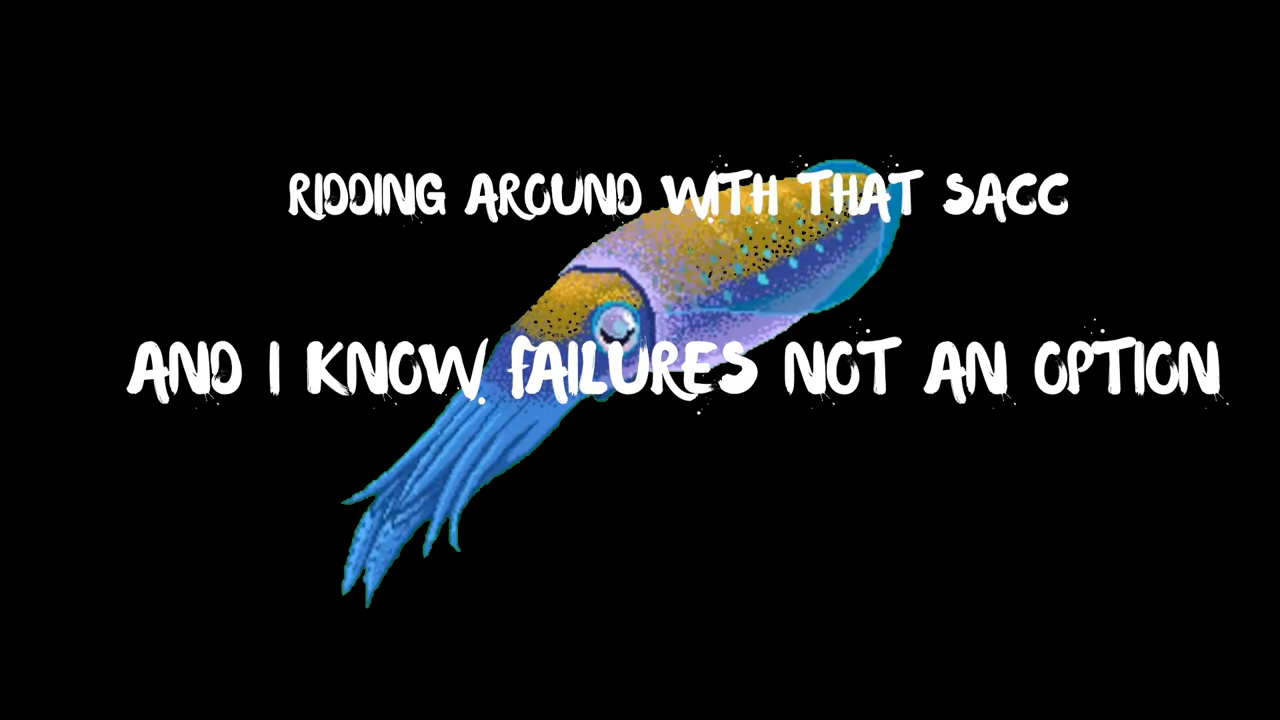 RIDDING AROUND WITH THAT SACC
AND I KNOW FAILURES NOT AN OPTION